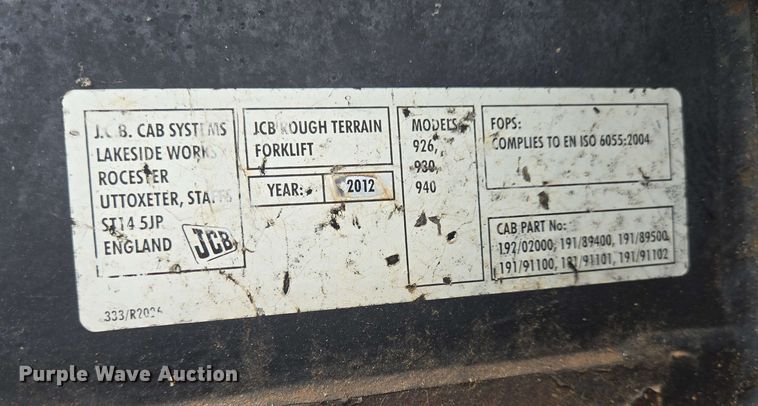 J.C.B. CAB SYSTEMS
LAKESIDE WORKS
ROCESTER
UTTOXETER, STAFFS
ST14 5JP
ENGLAND
JCB
333/R2026
JCB ROUGH TERRAIN
FORKLIFT
YEAR: 2012
MODELS
926,
930,
940
FOPS:
COMPLIES TO EN ISO 6055:2004
CAB PART No:
192/02000, 191/89400, 191/89500
191/91100, 191/91101, 191/91102
Purple Wave Auction